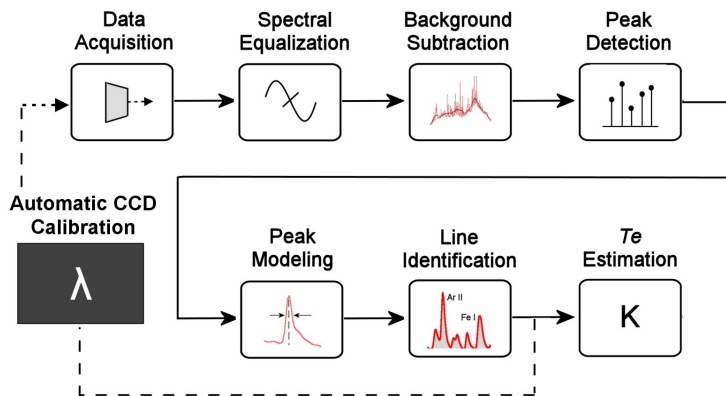 Data
Acquisition
Spectral
Equalization
Background
Subtraction
Peak
Detection
Automatic CCD
Calibration
λ
Peak
Modeling
Line
Identification
Ar II
Fe I
Te
Estimation
K